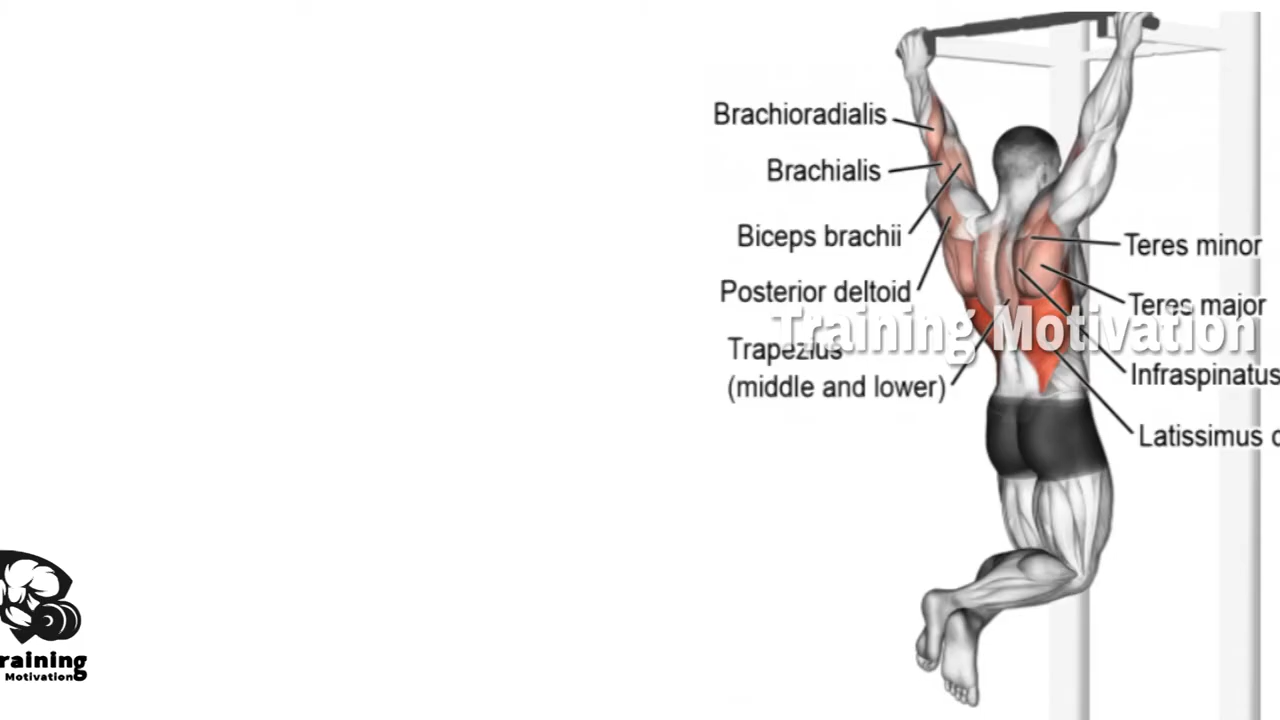 Brachioradialis
Brachialis
Biceps brachii
Posterior deltoid
Trapezius
(middle and lower)
Teres minor
Teres major
Training Motivation
Infraspinatus
Latissimus
raining
Motivation